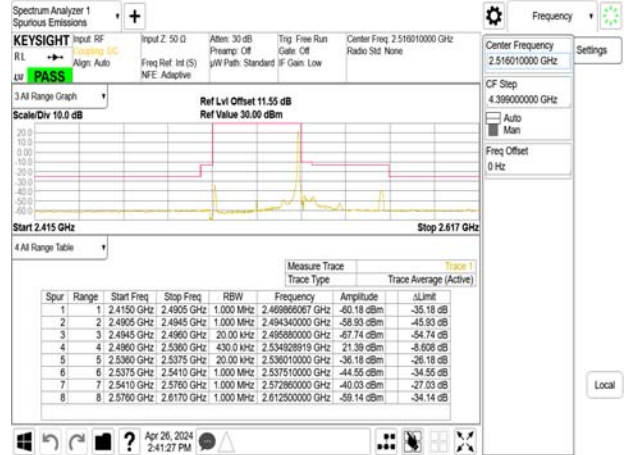 Spectrum Analyzer 1
Spurious Emissions
Frequency
KEYSIGHT
RL
PASS
Input: RF
Coupling: DC
Align: Auto
Input Z: 50 Ω
Freq Ref: Int (S)
NFE: Adaptive
Atten: 30 dB
Preamp: Off
µW Path: Standard
Trig: Free Run
Gate: Off
IF Gain: Low
Center Freq: 2.516010000 GHz
Radio Std: None
3 All Range Graph
Scale/Div 10.0 dB
Ref Lvl Offset 11.55 dB
Ref Value 30.00 dBm
20.0
10.0
0.00
-10.0
-20.0
-30.0
-40.0
-50.0
-60.0
Start 2.415 GHz
Stop 2.617 GHz
4 All Range Table
Measure Trace Trace 1
Trace Type Trace Average (Active)
Spur Range Start Freq Stop Freq RBW Frequency Amplitude ΔLimit
1 1 2.4150 GHz 2.4905 GHz 1.000 MHz 2.469866067 GHz -60.18 dBm -35.18 dB
2 2 2.4905 GHz 2.4945 GHz 1.000 MHz 2.494340000 GHz -58.93 dBm -45.93 dB
3 3 2.4945 GHz 2.4960 GHz 20.00 kHz 2.495880000 GHz -67.74 dBm -54.74 dB
4 4 2.4960 GHz 2.5360 GHz 430.0 kHz 2.534928919 GHz 21.39 dBm -8.608 dB
5 5 2.5360 GHz 2.5375 GHz 20.00 kHz 2.536010000 GHz -36.18 dBm -26.18 dB
6 6 2.5375 GHz 2.5410 GHz 1.000 MHz 2.537510000 GHz -44.55 dBm -34.55 dB
7 7 2.5410 GHz 2.5760 GHz 1.000 MHz 2.572860000 GHz -40.03 dBm -27.03 dB
8 8 2.5760 GHz 2.6170 GHz 1.000 MHz 2.612500000 GHz -59.14 dBm -34.14 dB
Apr 26, 2024
2:41:27 PM
Center Frequency
2.516010000 GHz
Settings
CF Step
4.399000000 GHz
Auto
Man
Freq Offset
0 Hz
Local